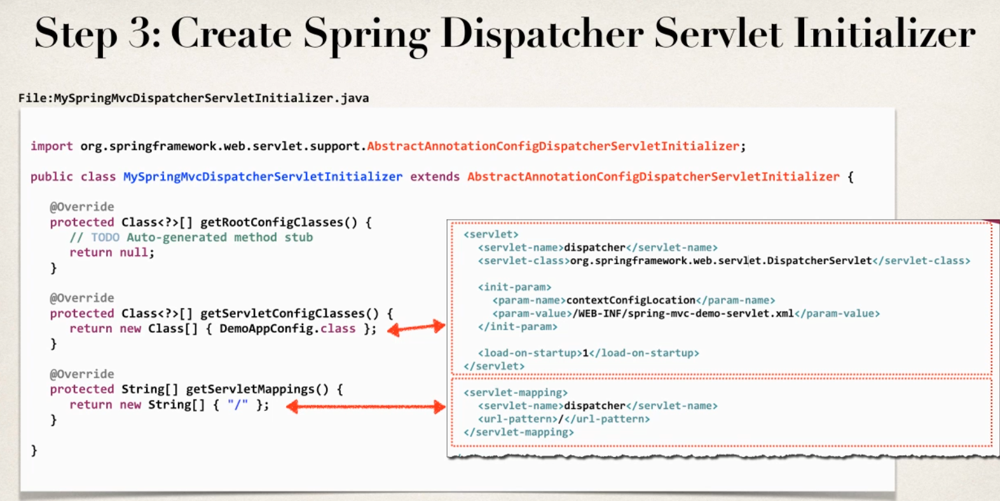 Step 3: Create Spring Dispatcher Servlet Initializer
File:MySpringMvcDispatcherServletInitializer.java
import org.springframework.web.servlet.support.AbstractAnnotationConfigDispatcherServletInitializer;
public class MySpringMvcDispatcherServletInitializer extends AbstractAnnotationConfigDispatcherServletInitializer {
@Override
protected Class<?>[] getRootConfigClasses() {
// TODO Auto-generated method stub
return null;
}
@Override
protected Class<?>[] getServletConfigClasses() {
return new Class[] { DemoAppConfig.class };
}
@Override
protected String[] getServletMappings() {
return new String[] { "/" };
}
}
<servlet>
<servlet-name>dispatcher</servlet-name>
<servlet-class>org.springframework.web.servlet.DispatcherServlet</servlet-class>
<init-param>
<param-name>contextConfigLocation</param-name>
<param-value>/WEB-INF/spring-mvc-demo-servlet.xml</param-value>
</init-param>
<load-on-startup>1</load-on-startup>
</servlet>
<servlet-mapping>
<servlet-name>dispatcher</servlet-name>
<url-pattern>/</url-pattern>
</servlet-mapping>